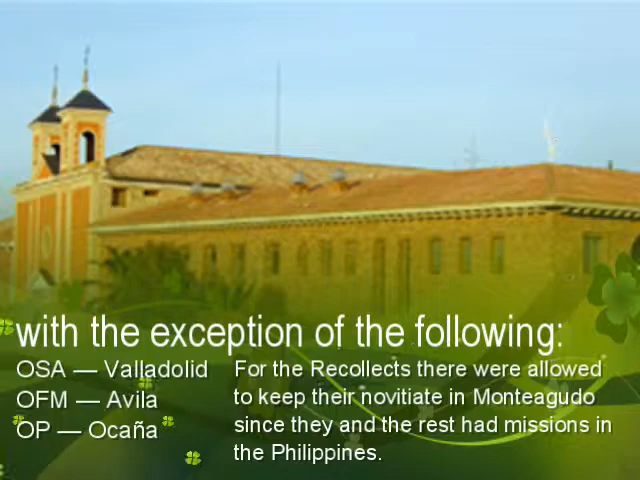 with the exception of the following:
OSA — Valladolid
OFM — Avila
OP — Ocaña
For the Recollects there were allowed
to keep their novitiate in Monteagudo
since they and the rest had missions in
the Philippines.